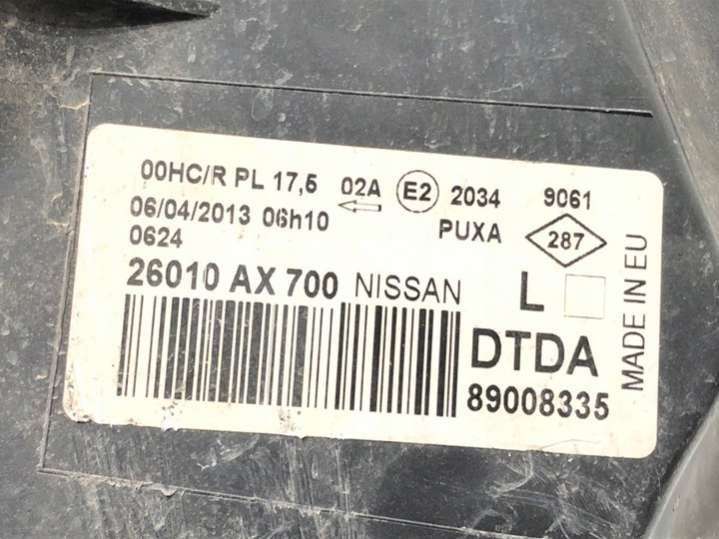 00HC/R PL 17,5 02A E2 2034 9061
06/04/2013 06h10 PUXA 287
0624
26010 AX 700 NISSAN L
DTDA
89008335
MADE IN EU